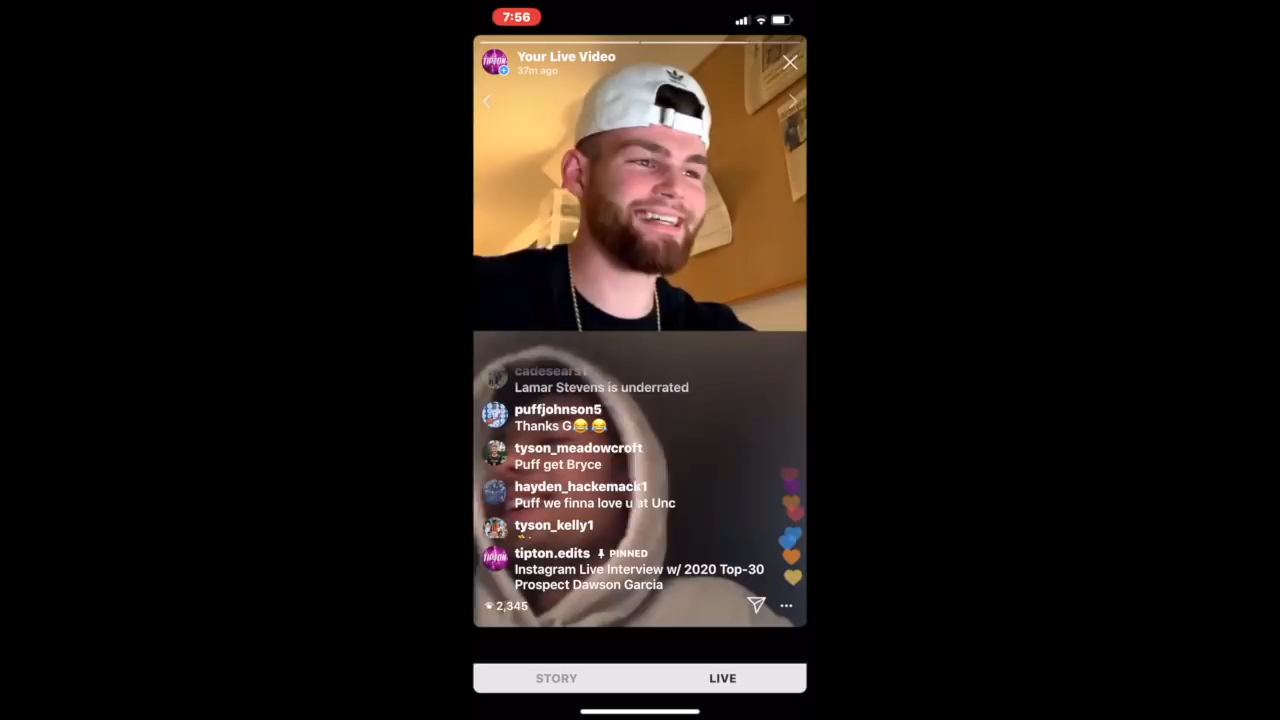 7:56
Your Live Video
37m ago
cadesears1
Lamar Stevens is underrated
puffjohnson5
Thanks G😂😂
tyson_meadowcroft
Puff get Bryce
hayden_hackemack1
Puff we finna love u at Unc
tyson_kelly1
tipton.edits PINNED
Instagram Live Interview w/ 2020 Top-30
Prospect Dawson Garcia
2,345
STORY LIVE